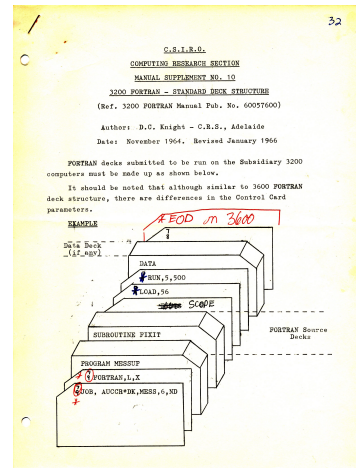 32
C.S.I.R.O.
COMPUTING RESEARCH SECTION
MANUAL SUPPLEMENT NO. 10
3200 FORTRAN - STANDARD DECK STRUCTURE
(Ref. 3200 FORTRAN Manual Pub. No. 60057600)
Author: D.C. Knight - C.R.S., Adelaide
Date: November 1964. Revised January 1966
FORTRAN decks submitted to be run on the Subsidiary 3200
computers must be made up as shown below.
It should be noted that although similar to 3600 FORTRAN
deck structure, there are differences in the Control Card
parameters.
EOD in 3600
EXAMPLE
Data Deck
(if any)
DATA
RUN,5,500
LOAD,56
SCOPE
FORTRAN Source
Decks
SUBROUTINE FIXIT
PROGRAM MESSUP
FORTRAN,L,X
JOB, AUCCR*DK,MESS,6,ND